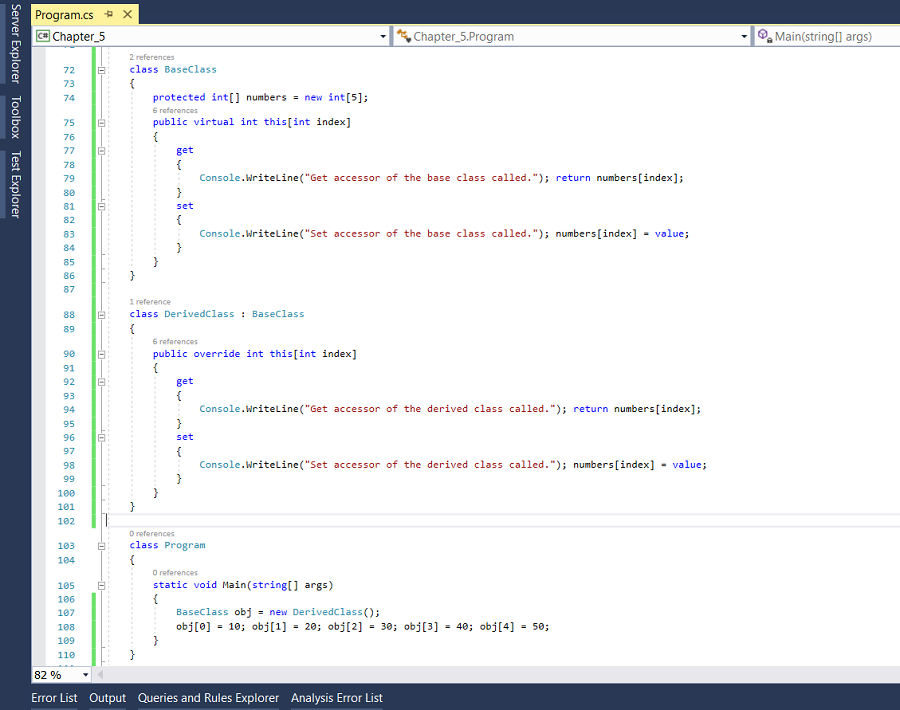 Server Explorer
Toolbox
Test Explorer
Program.cs
C# Chapter_5
Chapter_5.Program
Main(string[] args)
2 references
72 class BaseClass
73 {
74 protected int[] numbers = new int[5];
6 references
75 public virtual int this[int index]
76 {
77 get
78 {
79 Console.WriteLine("Get accessor of the base class called."); return numbers[index];
80 }
81 set
82 {
83 Console.WriteLine("Set accessor of the base class called."); numbers[index] = value;
84 }
85 }
86 }
87
1 reference
88 class DerivedClass : BaseClass
89 {
6 references
90 public override int this[int index]
91 {
92 get
93 {
94 Console.WriteLine("Get accessor of the derived class called."); return numbers[index];
95 }
96 set
97 {
98 Console.WriteLine("Set accessor of the derived class called."); numbers[index] = value;
99 }
100 }
101 }
102
0 references
103 class Program
104 {
0 references
105 static void Main(string[] args)
106 {
107 BaseClass obj = new DerivedClass();
108 obj[0] = 10; obj[1] = 20; obj[2] = 30; obj[3] = 40; obj[4] = 50;
109 }
110 }
82 %
Error List Output Queries and Rules Explorer Analysis Error List